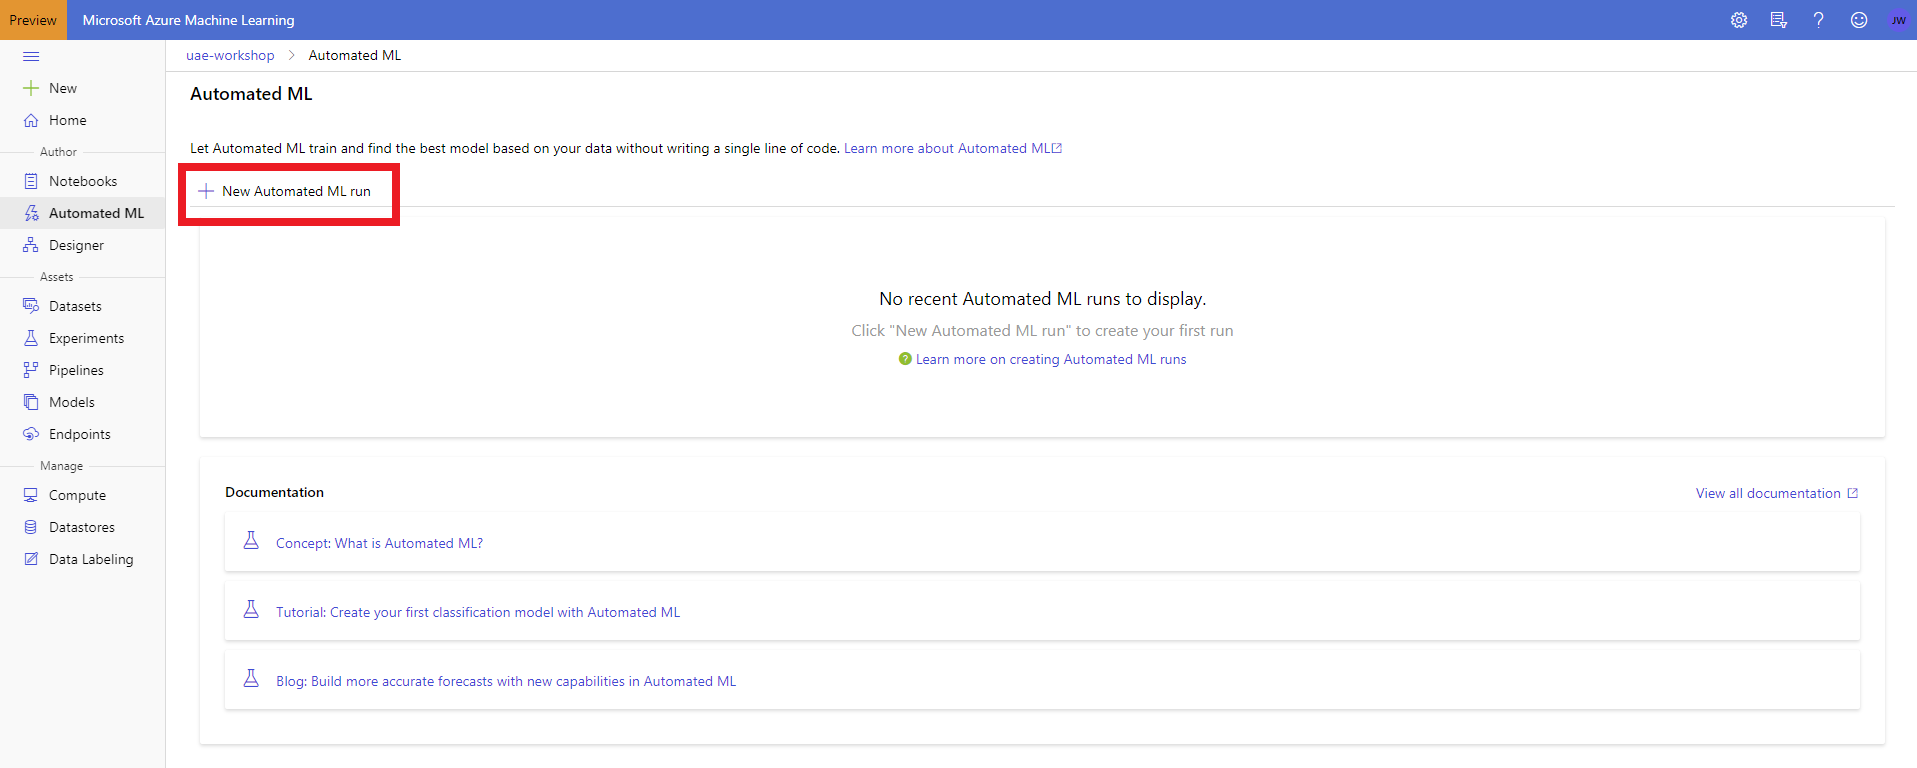 Preview Microsoft Azure Machine Learning JW
uae-workshop > Automated ML
New
Home
Author
Notebooks
Automated ML
Designer
Assets
Datasets
Experiments
Pipelines
Models
Endpoints
Manage
Compute
Datastores
Data Labeling
Automated ML
Let Automated ML train and find the best model based on your data without writing a single line of code. Learn more about Automated ML
New Automated ML run
No recent Automated ML runs to display.
Click "New Automated ML run" to create your first run
Learn more on creating Automated ML runs
Documentation
View all documentation
Concept: What is Automated ML?
Tutorial: Create your first classification model with Automated ML
Blog: Build more accurate forecasts with new capabilities in Automated ML